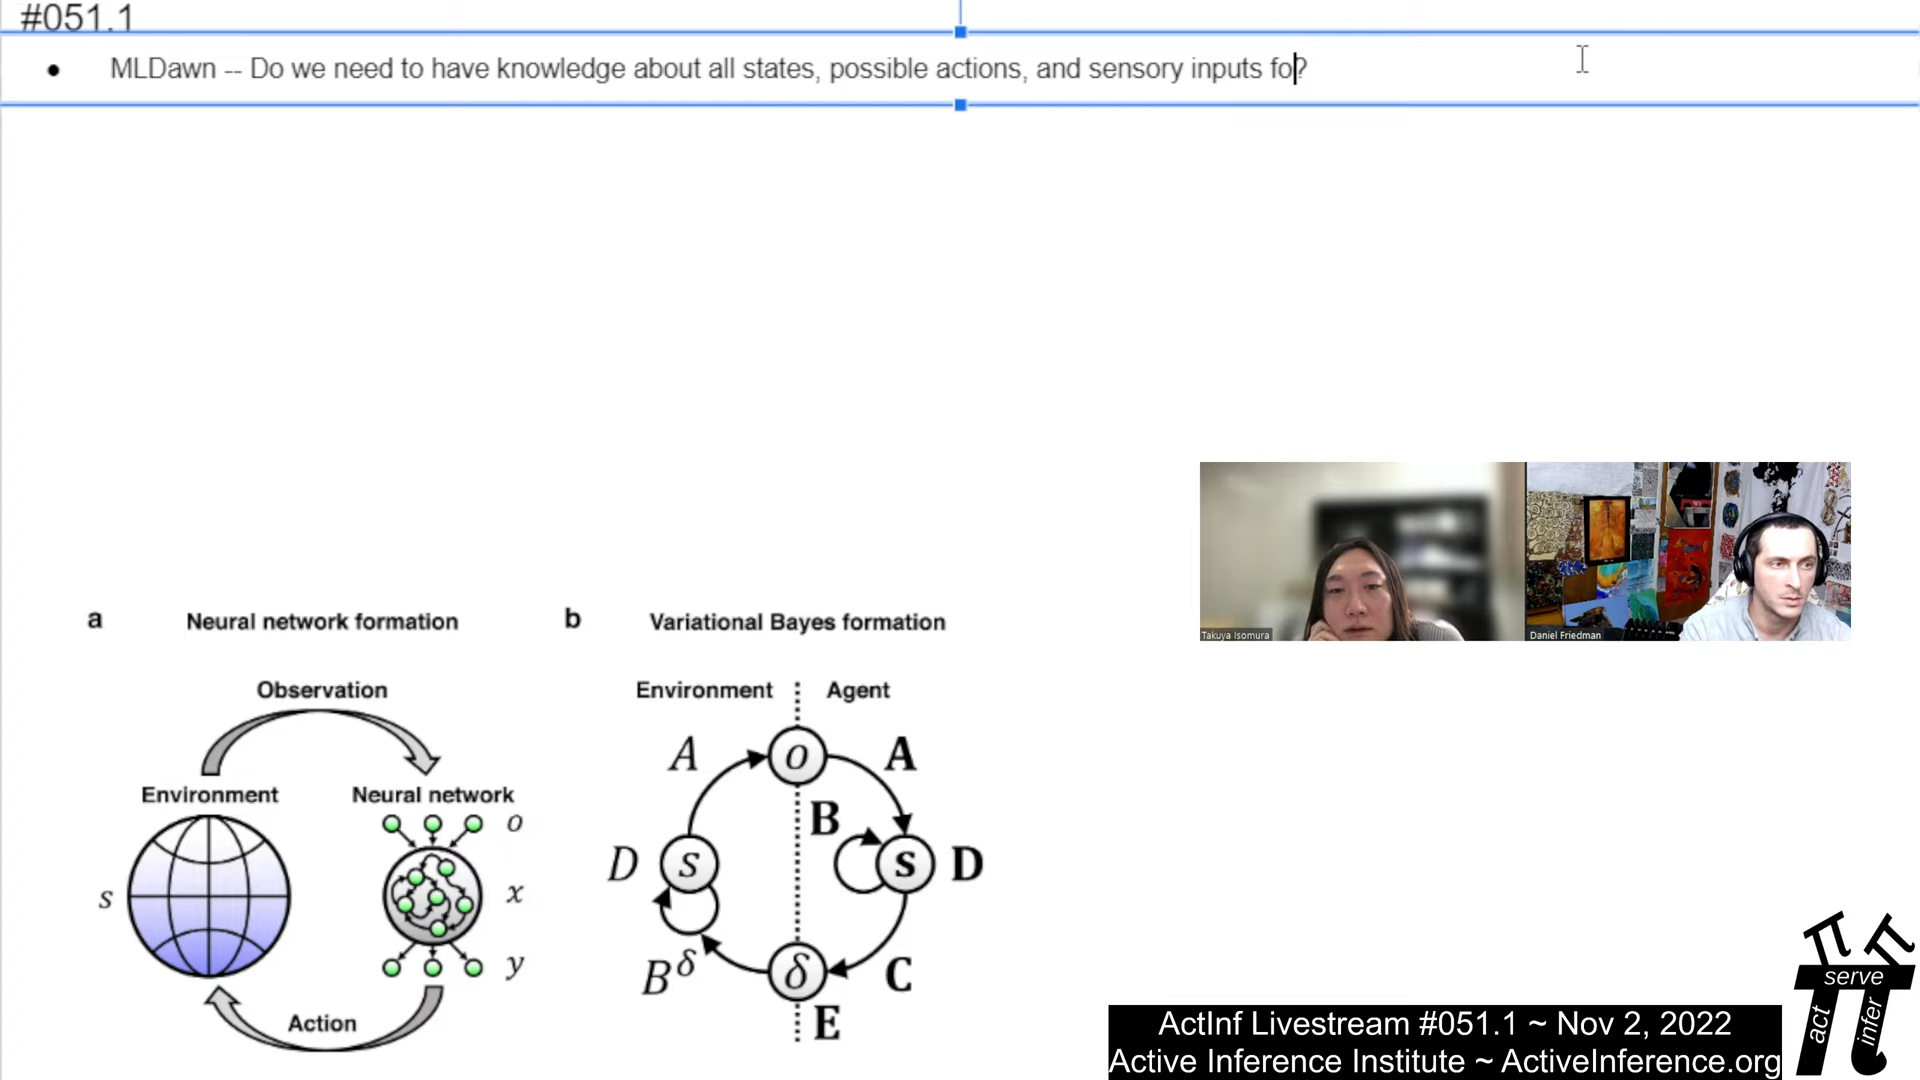 #051.1
● MLDawn -- Do we need to have knowledge about all states, possible actions, and sensory inputs fo?
Takuya Isomura
Daniel Friedman
a Neural network formation
Observation
Environment
Neural network
o
s
x
y
Action
b Variational Bayes formation
Environment
Agent
A
o
A
B
D
s
s
D
B^δ
δ
C
E
π π
serve
act
infer
ActInf Livestream #051.1 ~ Nov 2, 2022
Active Inference Institute ~ ActiveInference.org